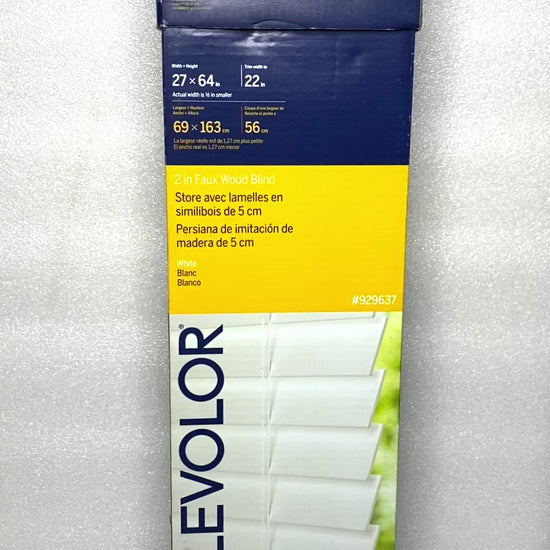 Width × Height
27 × 64 in
Actual width is ½ in smaller
Trim width to
22 in
Largeur × Hauteur
Ancho × Altura
69 × 163 cm
Coupe d'une largeur de
Recorte el ancho a
56 cm
La largeur réelle est de 1,27 cm plus petite
El ancho real es 1.27 cm menor
2 in Faux Wood Blind
Store avec lamelles en
similibois de 5 cm
Persiana de imitación de
madera de 5 cm
White
Blanc
Blanco
#929637
LEVOLOR®